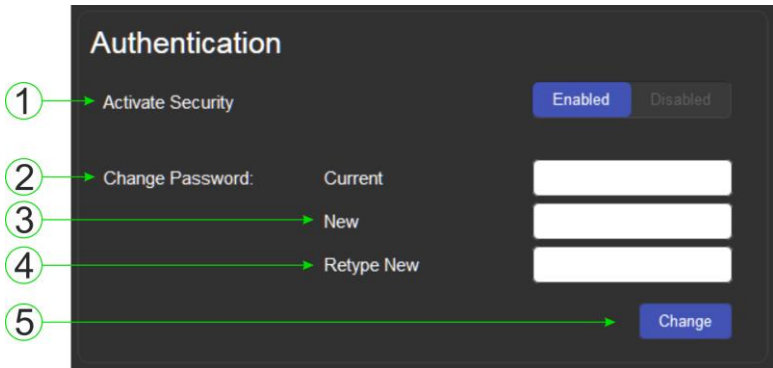 Authentication
1 Activate Security Enabled Disabled
2 Change Password: Current
3 New
4 Retype New
5 Change